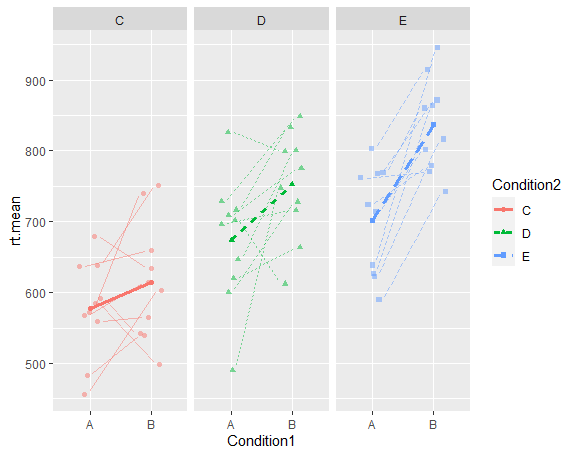 C D E
900
800
700
600
500
rt.mean
A B A B A B
Condition1
Condition2
C
D
E